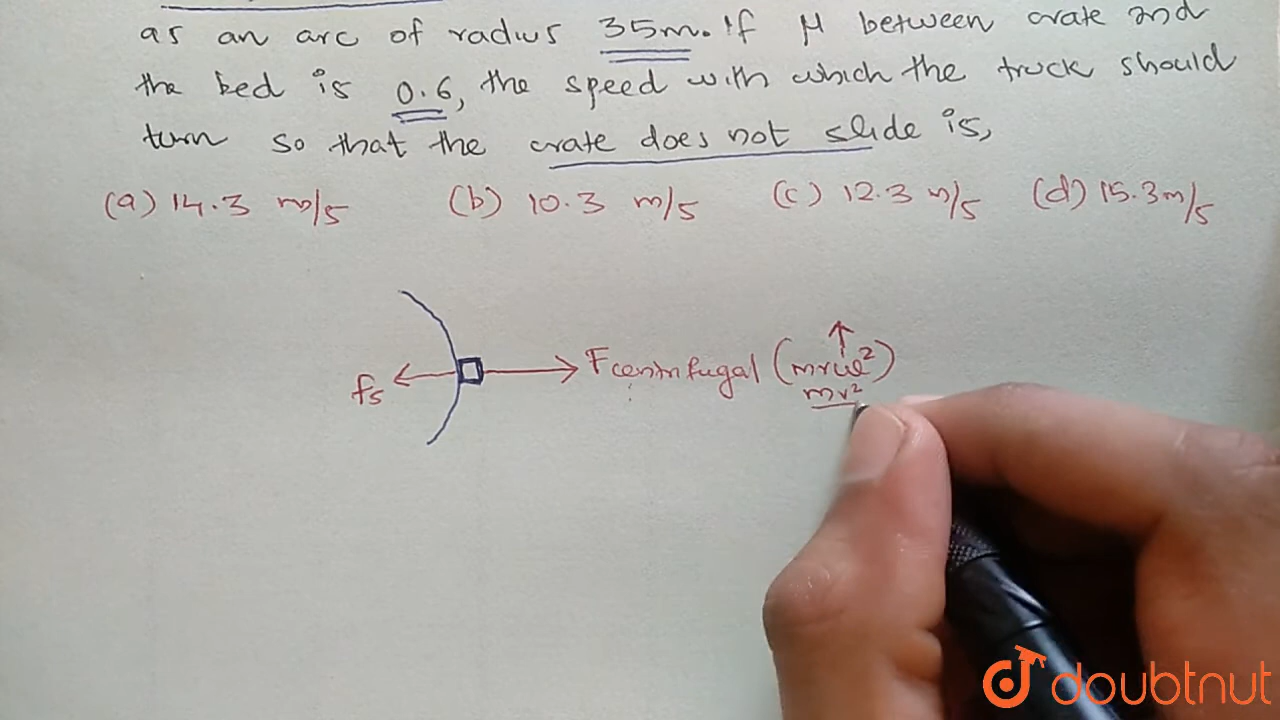 as an arc of radius 35m. If μ between crate and
the bed is 0.6, the speed with which the truck should
turn so that the crate does not slide is,
(a) 14.3 m/s (b) 10.3 m/s (c) 12.3 m/s (d) 15.3 m/s
fs Fcentrifugal (mrω²)
mv²
doubtnut